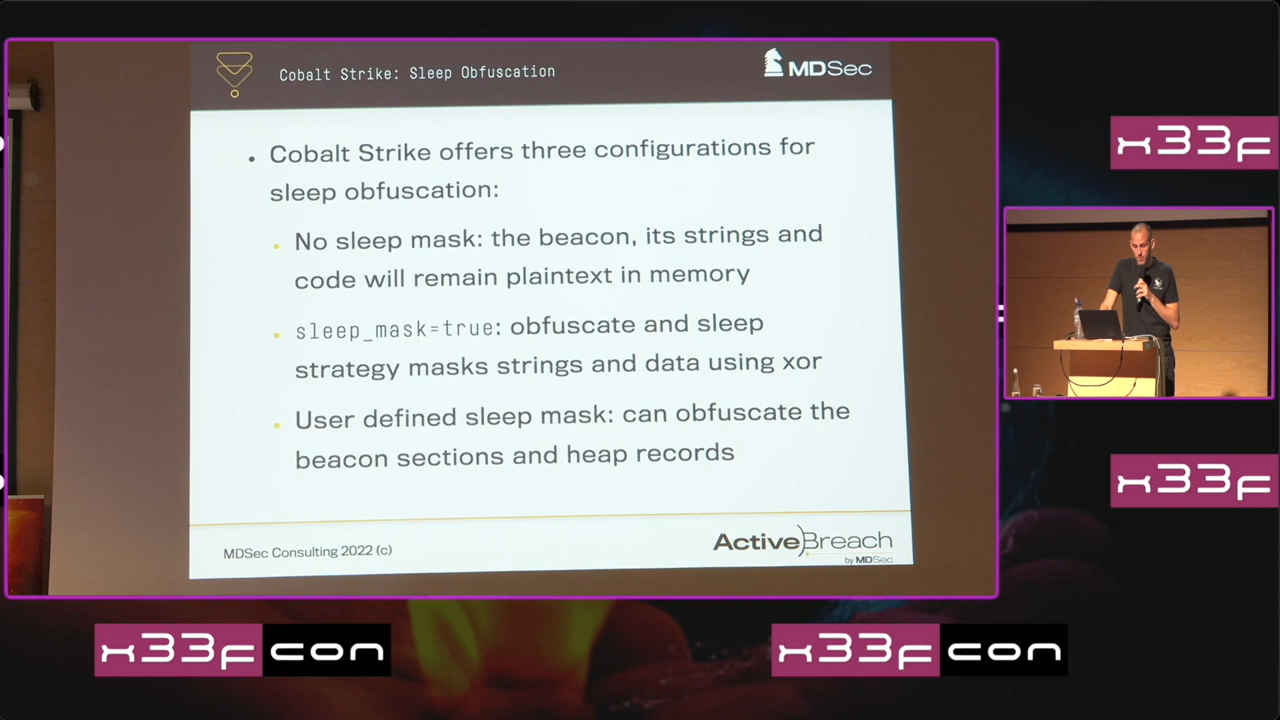 Cobalt Strike: Sleep Obfuscation
MDSec
• Cobalt Strike offers three configurations for
sleep obfuscation:
• No sleep mask: the beacon, its strings and
code will remain plaintext in memory
• sleep_mask=true: obfuscate and sleep
strategy masks strings and data using xor
• User defined sleep mask: can obfuscate the
beacon sections and heap records
MDSec Consulting 2022 (c)
ActiveBreach
by MDSec
x33f
x33f
x33fcon
x33fcon